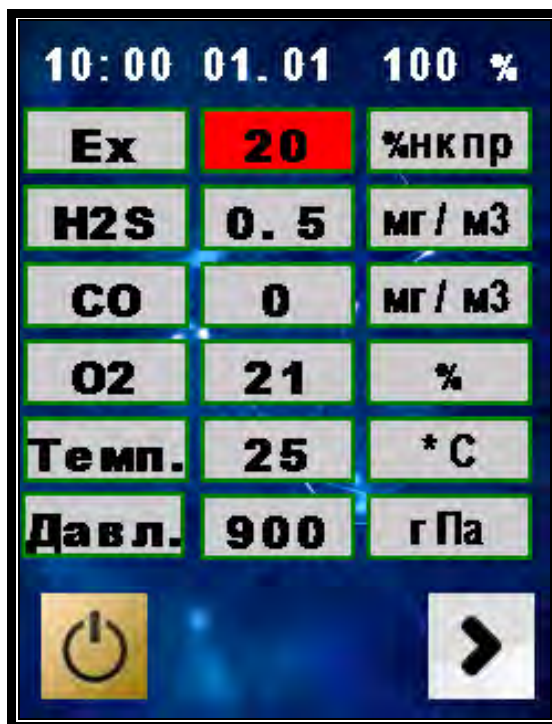 10:00 01.01 100 %
Ex 20 %нкпр
H2S 0.5 мг/м3
CO 0 мг/м3
O2 21 %
Темп. 25 *C
Давл. 900 гПа